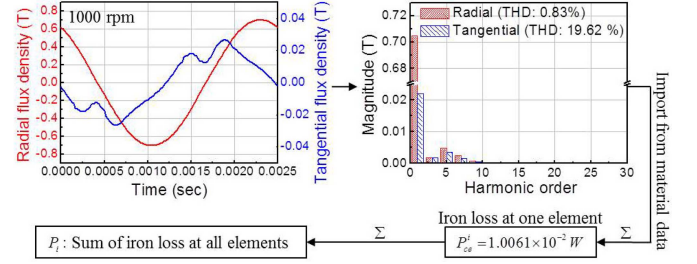 1000 rpm
Radial flux density (T)
0.8
0.6
0.4
0.2
0.0
-0.2
-0.4
-0.6
-0.8
0.0000 0.0005 0.0010 0.0015 0.0020 0.0025
Time (sec)
0.04
0.02
0.00
-0.02
-0.04
Tangential flux density (T)
Magnitude (T)
0.72
0.70
0.68
0.02
0.01
0.00
Radial (THD: 0.83%)
Tangential (THD: 19.62 %)
0 5 10 15 20 25 30
Harmonic order
Import from material data
Iron loss at one element
Σ
P_ce^i = 1.0061×10^-2 W
Σ
P_i : Sum of iron loss at all elements